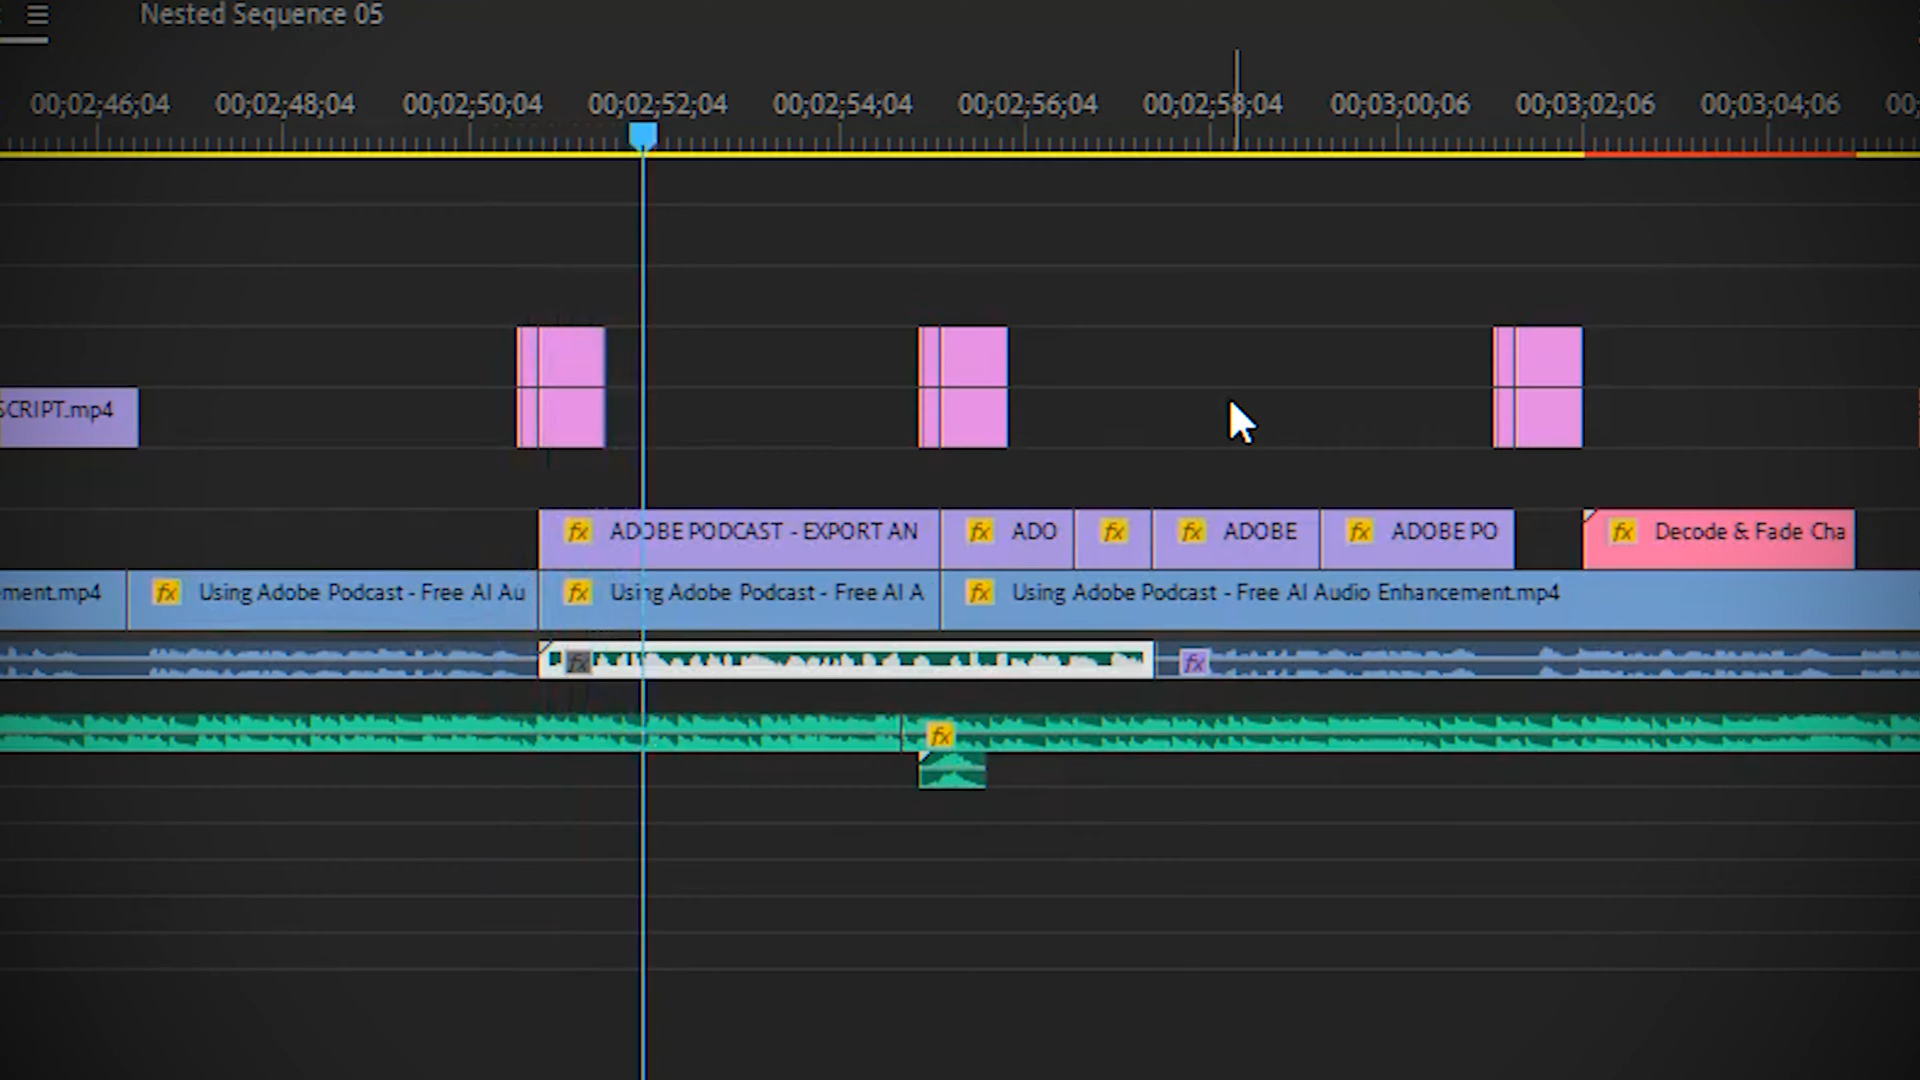 Nested Sequence 05
00;02;46;04 00;02;48;04 00;02;50;04 00;02;52;04 00;02;54;04 00;02;56;04 00;02;58;04 00;03;00;06 00;03;02;06 00;03;04;06 00;
SCRIPT.mp4
fx ADOBE PODCAST - EXPORT AN fx ADO fx fx ADOBE fx ADOBE PO fx Decode & Fade Cha
ment.mp4 fx Using Adobe Podcast - Free AI Au fx Using Adobe Podcast - Free AI A fx Using Adobe Podcast - Free AI Audio Enhancement.mp4
fx fx
fx